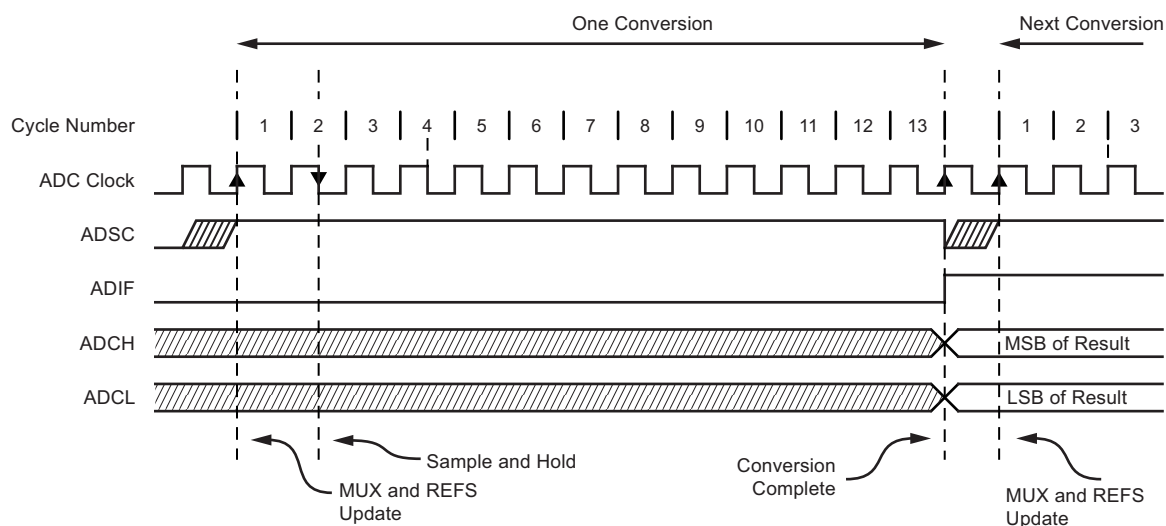 One Conversion
Next Conversion
Cycle Number 1 2 3 4 5 6 7 8 9 10 11 12 13 1 2 3
ADC Clock
ADSC
ADIF
ADCH MSB of Result
ADCL LSB of Result
Sample and Hold
MUX and REFS
Update
Conversion
Complete
MUX and REFS
Update